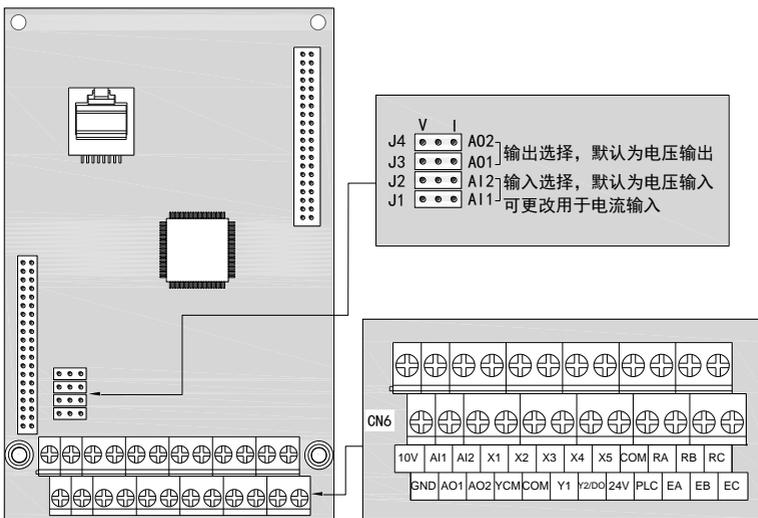 V I
J4 AO2
J3 AO1 输出选择，默认为电压输出
J2 AI2 输入选择，默认为电压输入
J1 AI1 可更改用于电流输入
CN6
10V AI1 AI2 X1 X2 X3 X4 X5 COM RA RB RC
GND AO1 AO2 YCM COM Y1 Y2/DO 24V PLC EA EB EC